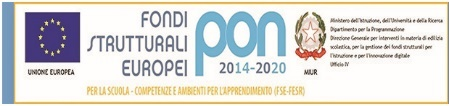 FONDI
STRUTTURALI
EUROPEI
pon
2014-2020
UNIONE EUROPEA
MIUR
Ministero dell'Istruzione, dell'Università e della Ricerca
Dipartimento per la Programmazione
Direzione Generale per interventi in materia di edilizia
scolastica, per la gestione dei fondi strutturali per
l'istruzione e per l'innovazione digitale
Ufficio IV
PER LA SCUOLA - COMPETENZE E AMBIENTI PER L'APPRENDIMENTO (FSE-FESR)